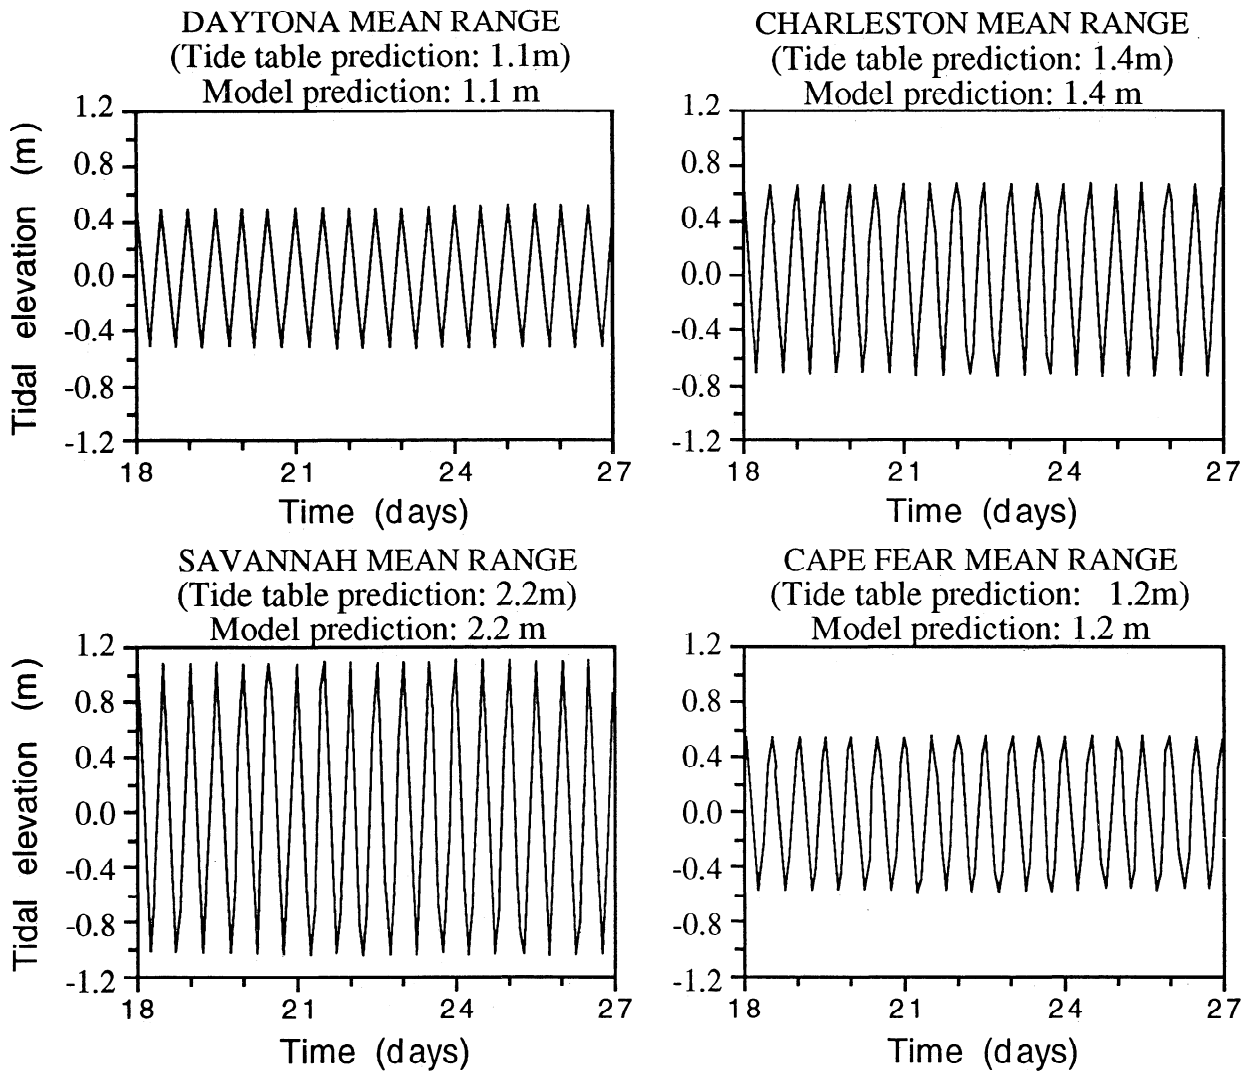 DAYTONA MEAN RANGE
(Tide table prediction: 1.1m)
Model prediction: 1.1 m
1.2
0.8
0.4
0.0
-0.4
-0.8
-1.2
Tidal elevation (m)
18 21 24 27
Time (days)
CHARLESTON MEAN RANGE
(Tide table prediction: 1.4m)
Model prediction: 1.4 m
1.2
0.8
0.4
0.0
-0.4
-0.8
-1.2
18 21 24 27
Time (days)
SAVANNAH MEAN RANGE
(Tide table prediction: 2.2m)
Model prediction: 2.2 m
1.2
0.8
0.4
0.0
-0.4
-0.8
-1.2
Tidal elevation (m)
18 21 24 27
Time (days)
CAPE FEAR MEAN RANGE
(Tide table prediction: 1.2m)
Model prediction: 1.2 m
1.2
0.8
0.4
0.0
-0.4
-0.8
-1.2
18 21 24 27
Time (days)